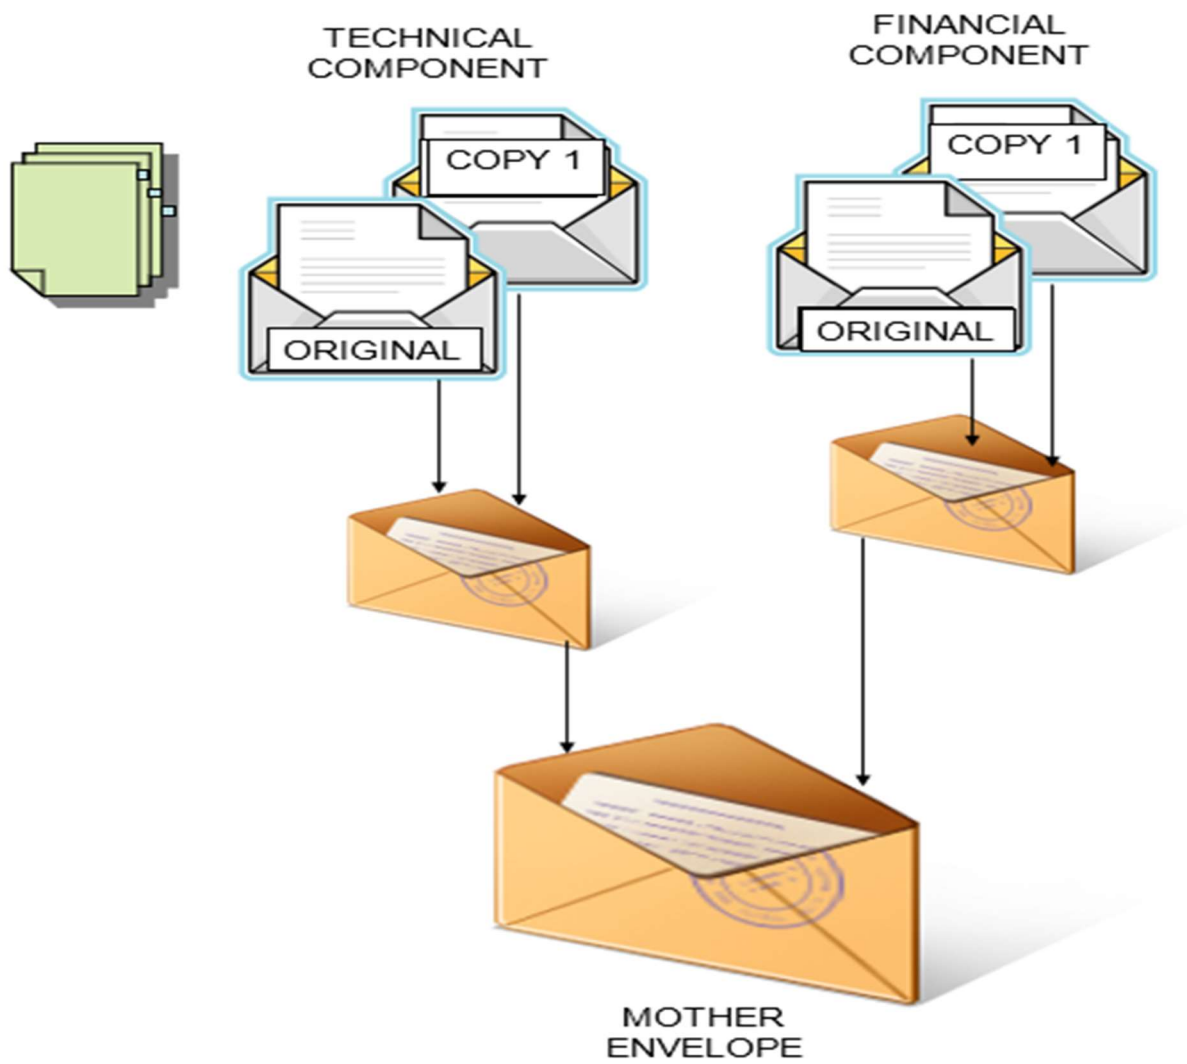 TECHNICAL
COMPONENT
FINANCIAL
COMPONENT
COPY 1
COPY 1
ORIGINAL
ORIGINAL
MOTHER
ENVELOPE